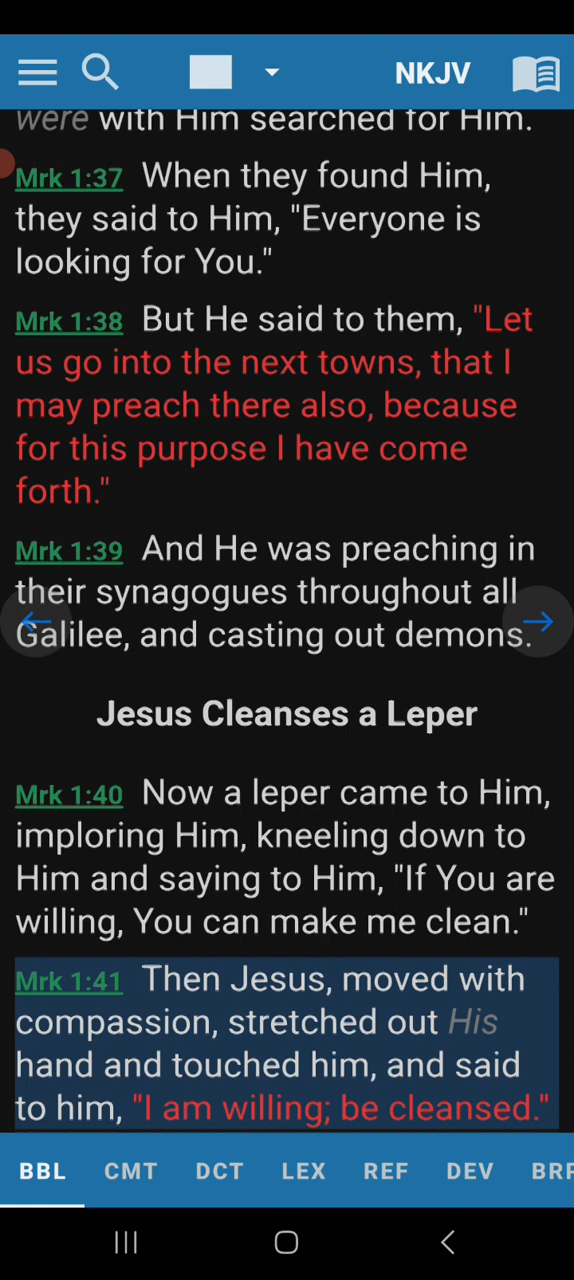 NKJV
were with Him searched for Him.
Mrk 1:37 When they found Him,
they said to Him, "Everyone is
looking for You."
Mrk 1:38 But He said to them, "Let
us go into the next towns, that I
may preach there also, because
for this purpose I have come
forth."
Mrk 1:39 And He was preaching in
their synagogues throughout all
Galilee, and casting out demons.
Jesus Cleanses a Leper
Mrk 1:40 Now a leper came to Him,
imploring Him, kneeling down to
Him and saying to Him, "If You are
willing, You can make me clean."
Mrk 1:41 Then Jesus, moved with
compassion, stretched out His
hand and touched him, and said
to him, "I am willing; be cleansed."
BBL CMT DCT LEX REF DEV BRF